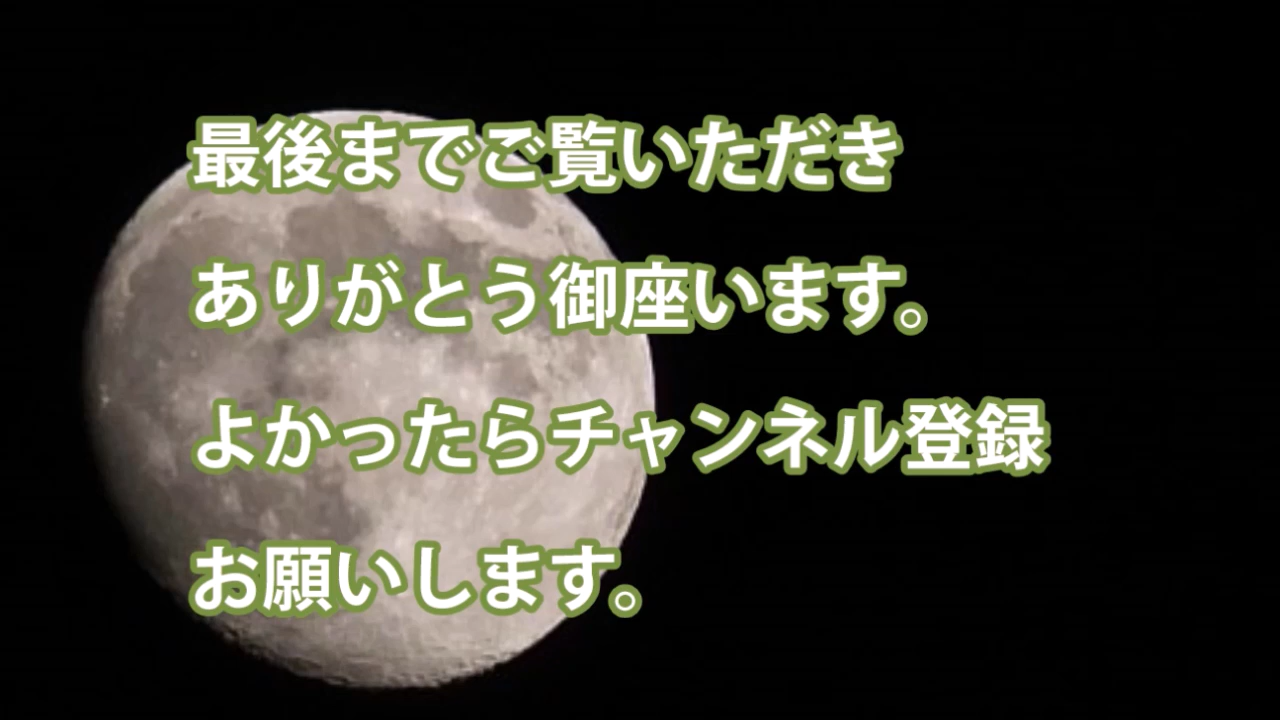 最後までご覧いただき
ありがとう御座います。
よかったらチャンネル登録
お願いします。